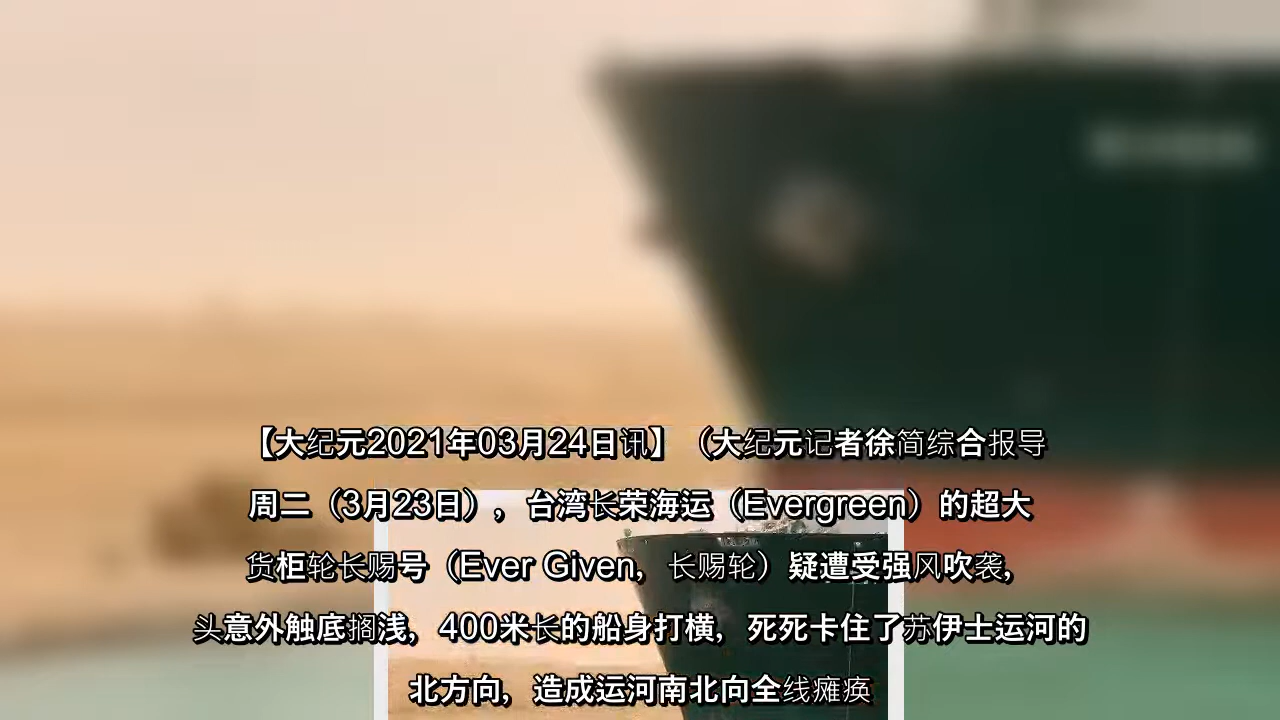 【大纪元2021年03月24日讯】（大纪元记者徐简综合报导
周二（3月23日），台湾长荣海运（Evergreen）的超大
货柜轮长赐号（Ever Given，长赐轮）疑遭受强风吹袭，
头意外触底搁浅，400米长的船身打横，死死卡住了苏伊士运河的
北方向，造成运河南北向全线瘫痪